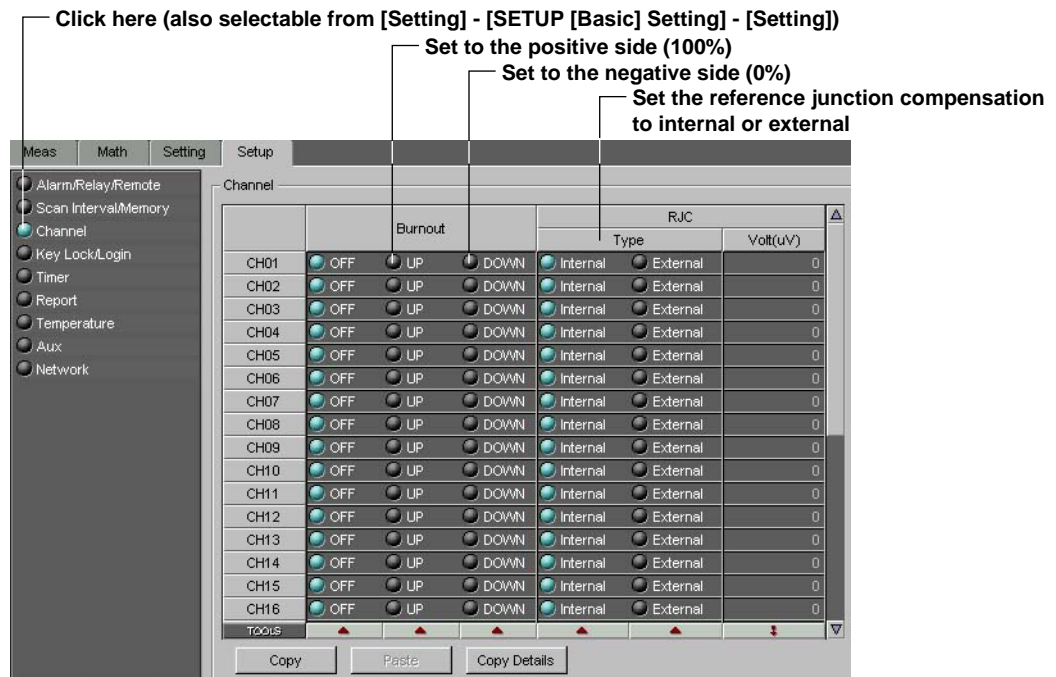 Click here (also selectable from [Setting] - [SETUP [Basic] Setting] - [Setting])
Set to the positive side (100%)
Set to the negative side (0%)
Set the reference junction compensation
to internal or external
Meas Math Setting Setup
Alarm/Relay/Remote
Scan Interval/Memory
Channel
Key Lock/Login
Timer
Report
Temperature
Aux
Network
Channel
Burnout RJC
Type Volt(uV)
CH01 OFF UP DOWN Internal External 0
CH02 OFF UP DOWN Internal External 0
CH03 OFF UP DOWN Internal External 0
CH04 OFF UP DOWN Internal External 0
CH05 OFF UP DOWN Internal External 0
CH06 OFF UP DOWN Internal External 0
CH07 OFF UP DOWN Internal External 0
CH08 OFF UP DOWN Internal External 0
CH09 OFF UP DOWN Internal External 0
CH10 OFF UP DOWN Internal External 0
CH11 OFF UP DOWN Internal External 0
CH12 OFF UP DOWN Internal External 0
CH13 OFF UP DOWN Internal External 0
CH14 OFF UP DOWN Internal External 0
CH15 OFF UP DOWN Internal External 0
CH16 OFF UP DOWN Internal External 0
TOOLS
Copy Paste Copy Details